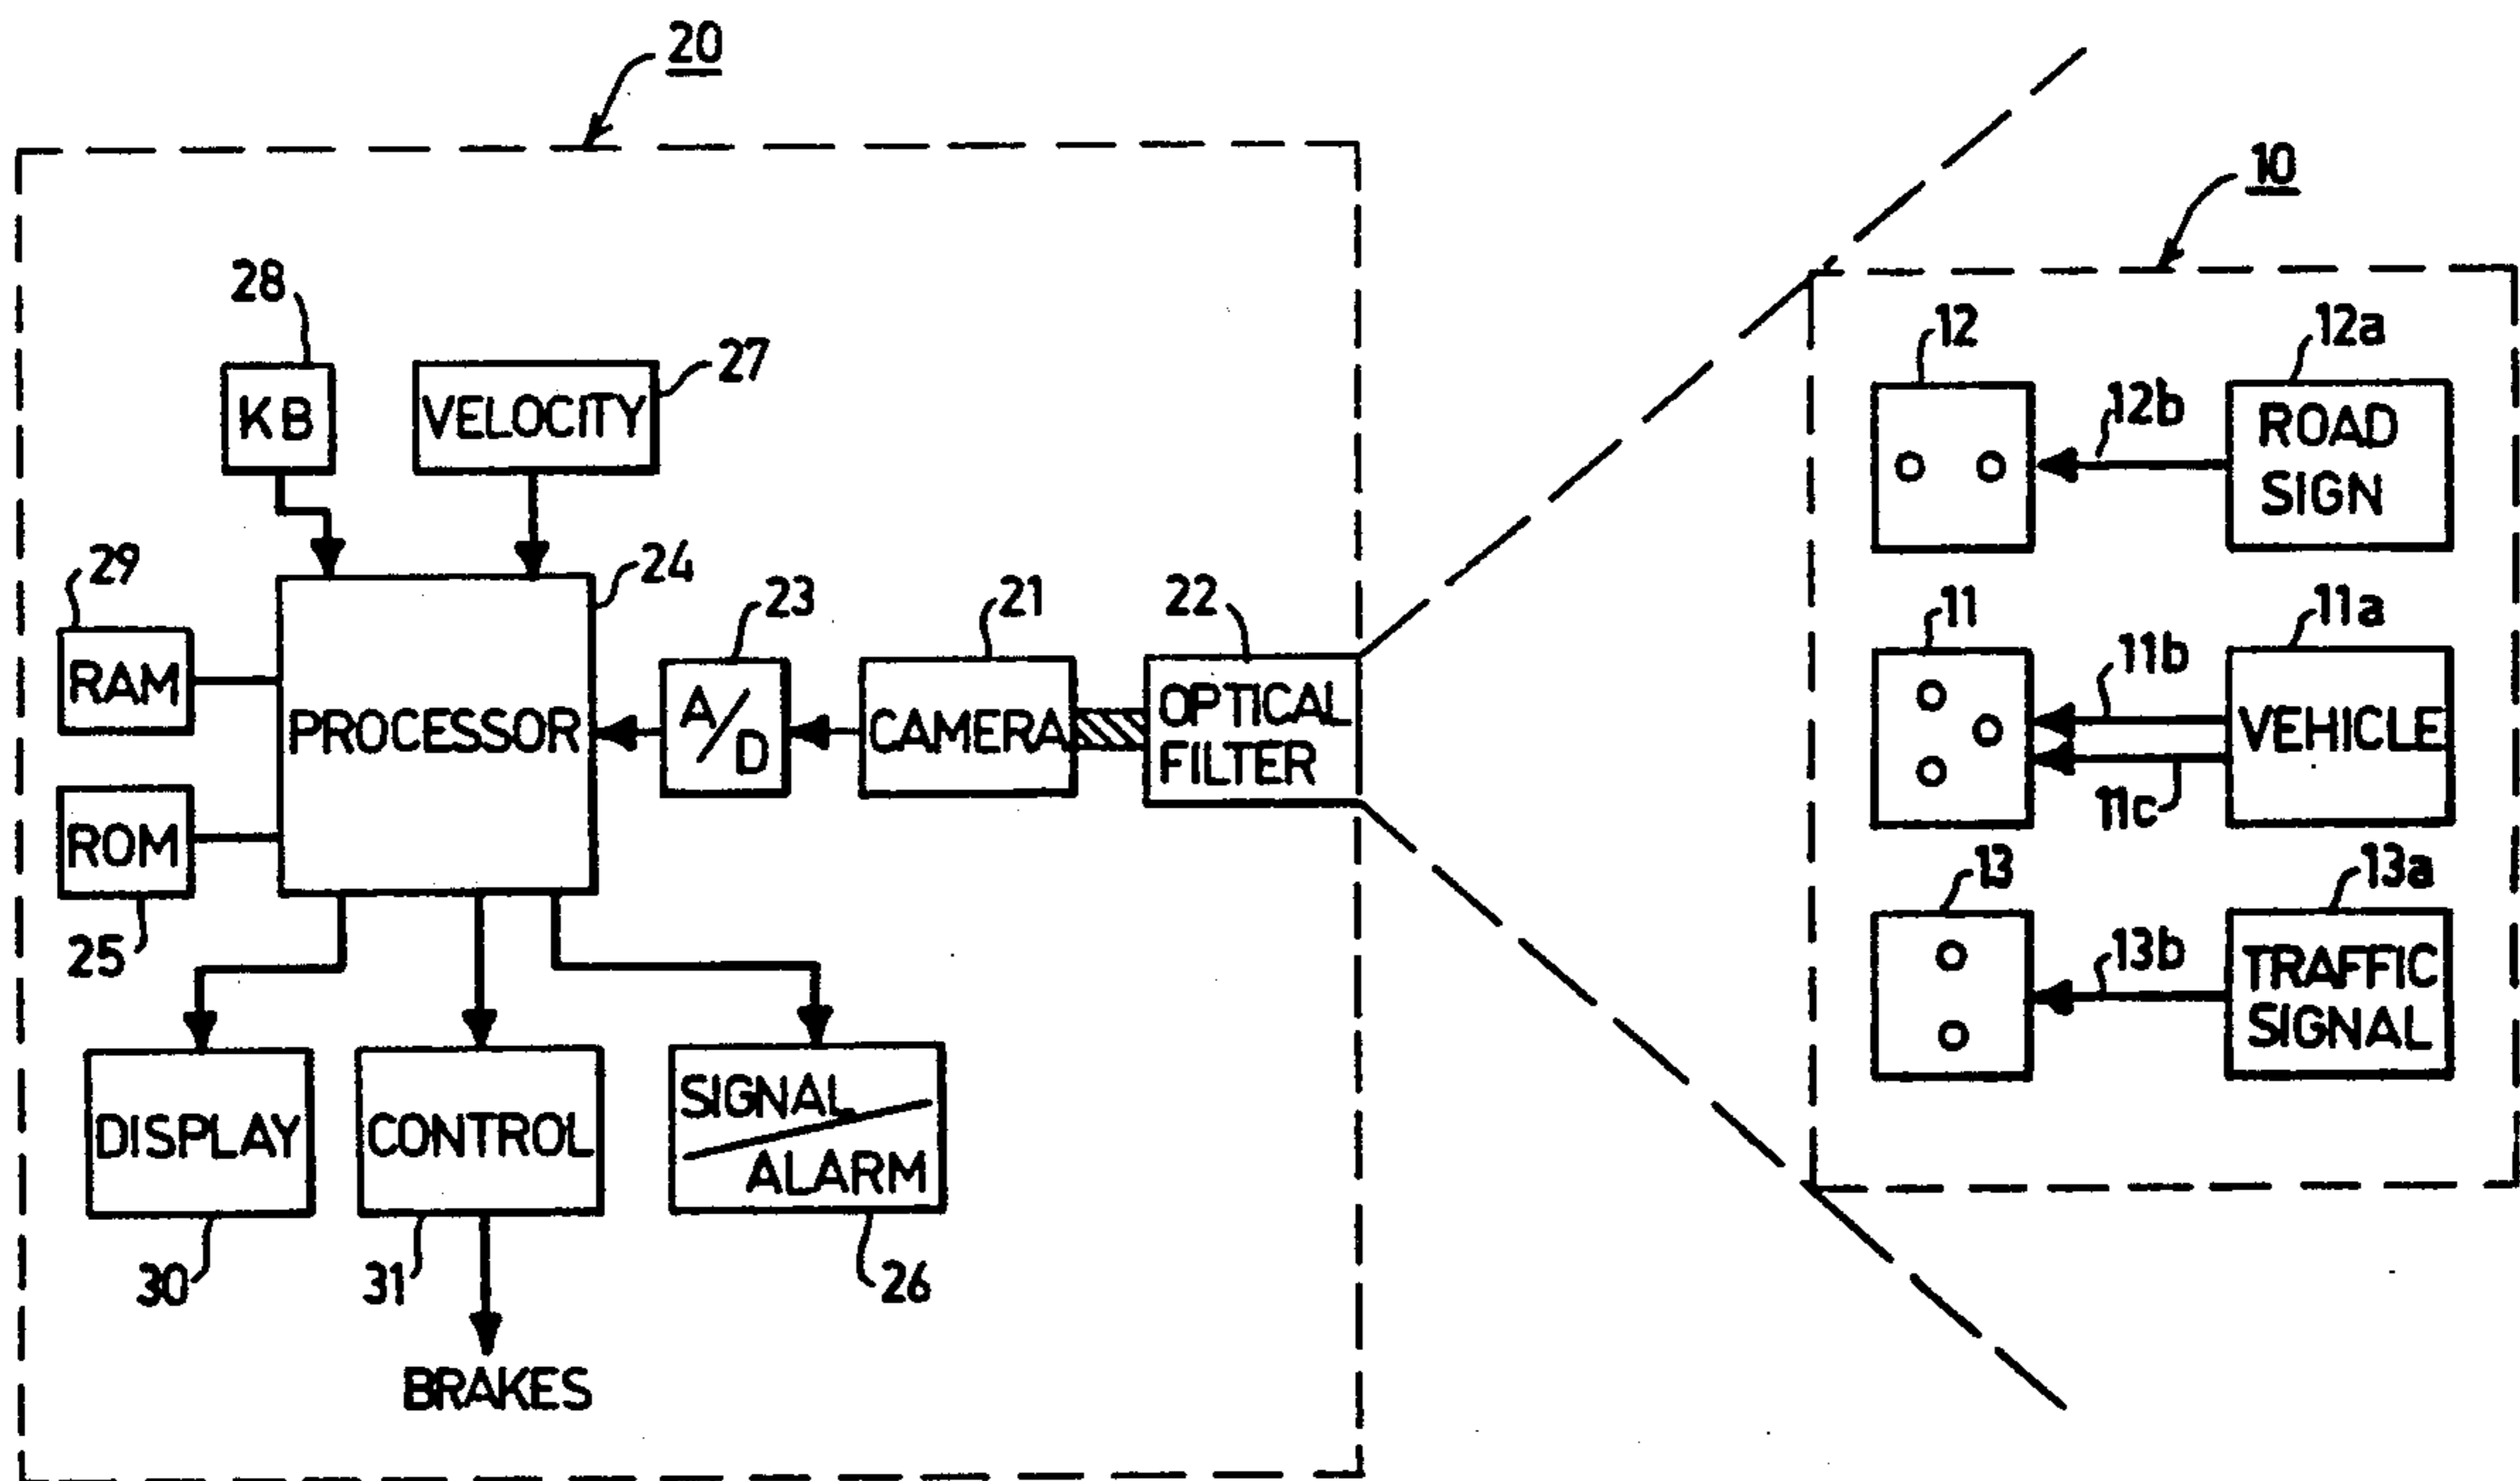 20
10
28
27
KB
VELOCITY
12
12a
12b
ROAD
SIGN
29
24
23
21
22
RAM
PROCESSOR
A/D
CAMERA
OPTICAL
FILTER
11
11a
11b
VEHICLE
11c
ROM
25
13
13a
13b
TRAFFIC
SIGNAL
DISPLAY
CONTROL
SIGNAL
ALARM
30
31
26
BRAKES